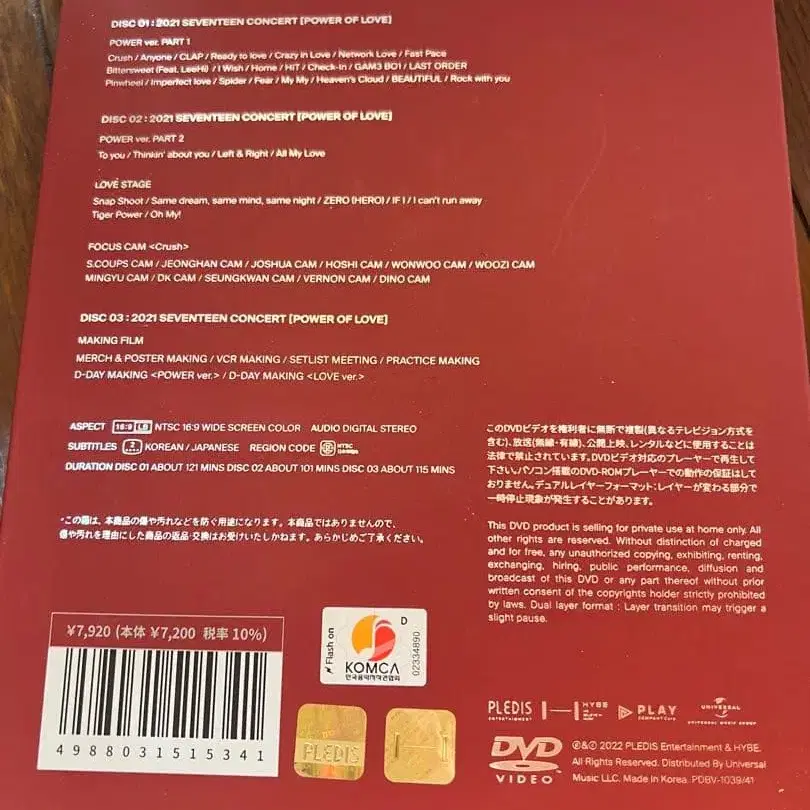 DISC 01 : 2021 SEVENTEEN CONCERT [POWER OF LOVE]
POWER ver. PART 1
Crush / Anyone / CLAP / Ready to love / Crazy in Love / Network Love / Fast Pace
Bittersweet (Feat. LeeHi) / I Wish / Home / HIT / Check-In / GAM3 BO1 / LAST ORDER
Pinwheel / Imperfect love / Spider / Fear / My My / Heaven's Cloud / BEAUTIFUL / Rock with you
DISC 02 : 2021 SEVENTEEN CONCERT [POWER OF LOVE]
POWER ver. PART 2
To you / Thinkin' about you / Left & Right / All My Love
LOVE STAGE
Snap Shoot / Same dream, same mind, same night / ZERO (HERO) / IF I / I can't run away
Tiger Power / Oh My!
FOCUS CAM <Crush>
S.COUPS CAM / JEONGHAN CAM / JOSHUA CAM / HOSHI CAM / WONWOO CAM / WOOZI CAM
MINGYU CAM / DK CAM / SEUNGKWAN CAM / VERNON CAM / DINO CAM
DISC 03 : 2021 SEVENTEEN CONCERT [POWER OF LOVE]
MAKING FILM
MERCH & POSTER MAKING / VCR MAKING / SETLIST MEETING / PRACTICE MAKING
D-DAY MAKING <POWER ver.> / D-DAY MAKING <LOVE ver.>
ASPECT 16:9 LB NTSC 16:9 WIDE SCREEN COLOR AUDIO DIGITAL STEREO
SUBTITLES 2 KOREAN / JAPANESE REGION CODE NTSC
DURATION DISC 01 ABOUT 121 MINS DISC 02 ABOUT 101 MINS DISC 03 ABOUT 115 MINS
このDVDビデオを権利者に無断で複製(異なるテレビジョン方式を
含む)、放送(無線・有線)、公開上映、レンタルなどに使用することは
法律で禁止されています。DVDビデオ対応のプレーヤーで再生して
下さい。パソコン搭載のDVD-ROMプレーヤーでの動作の保証はして
おりません。デュアルレイヤーフォーマット:レイヤーが変わる部分で
一時停止現象が発生することがあります。
*この箱は、本商品の傷や汚れなどを防ぐ用途になります。本商品ではありませんので、
傷や汚れを理由にした商品の返品・交換はお受けいたしかねます。あらかじめご了承ください。
This DVD product is selling for private use at home only. All
other rights are reserved. Without distinction of charged
and for free, any unauthorized copying, exhibiting, renting,
exchanging, hiring, public performance, diffusion and
broadcast of this DVD or any part thereof without prior
written consent of the copyrights holder strictly prohibited
by laws. Dual layer format : Layer transition may trigger a
slight pause.
¥7,920 (本体 ¥7,200 税率 10%)
4 988031 515341
Flash on
D
KOMCA
한국음악저작권협회
02334890
PLEDIS
PLEDIS
ENTERTAINMENT
HYBE
PLAY
COMPANY Corp.
UNIVERSAL
UNIVERSAL MUSIC GROUP
DVD
VIDEO™
℗&© 2022 PLEDIS Entertainment & HYBE.
All Rights Reserved. Distributed By Universal
Music LLC. Made In Korea. PDBV-1039/41